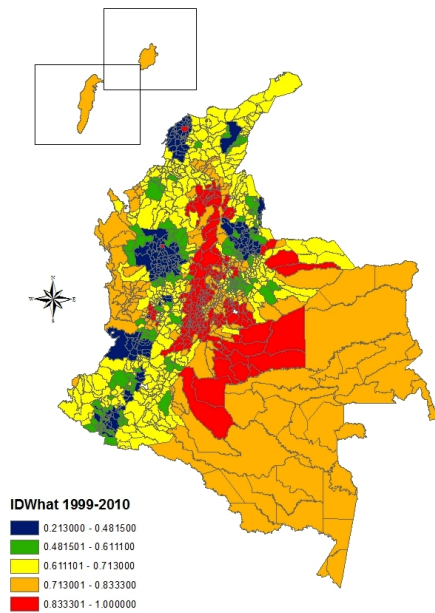 N
W E
S
IDWhat 1999-2010
0.213000 - 0.481500
0.481501 - 0.611100
0.611101 - 0.713000
0.713001 - 0.833300
0.833301 - 1.000000